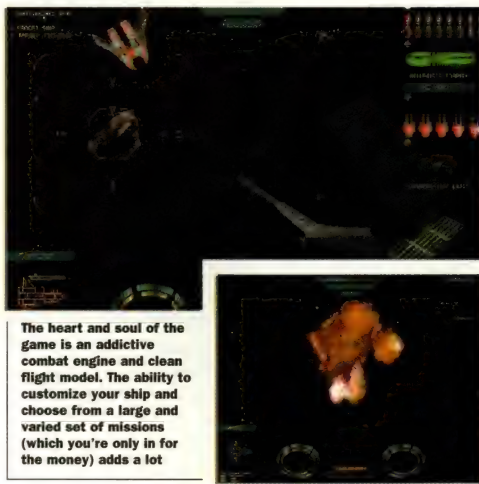 The heart and soul of the
game is an addictive
combat engine and clean
flight model. The ability to
customize your ship and
choose from a large and
varied set of missions
(which you're only in for
the money) adds a lot